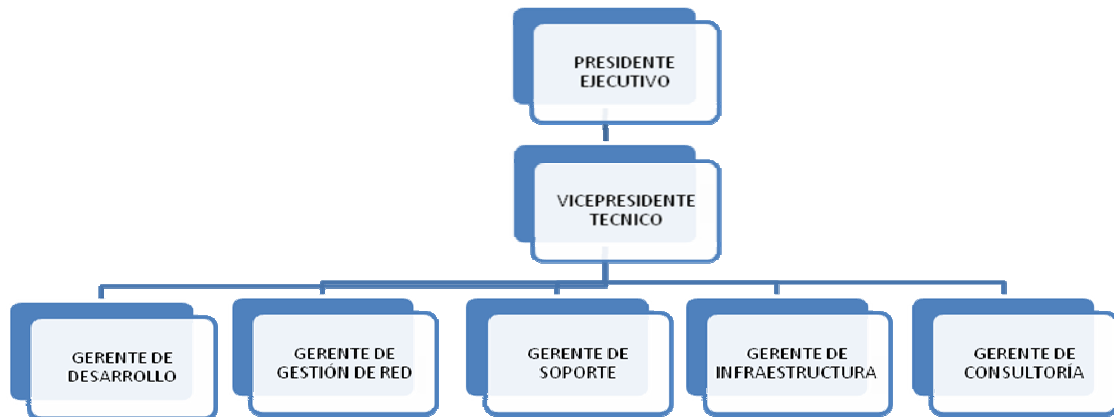 PRESIDENTE
EJECUTIVO
VICEPRESIDENTE
TECNICO
GERENTE DE
DESARROLLO
GERENTE DE
GESTIÓN DE RED
GERENTE DE
SOPORTE
GERENTE DE
INFRAESTRUCTURA
GERENTE DE
CONSULTORÍA